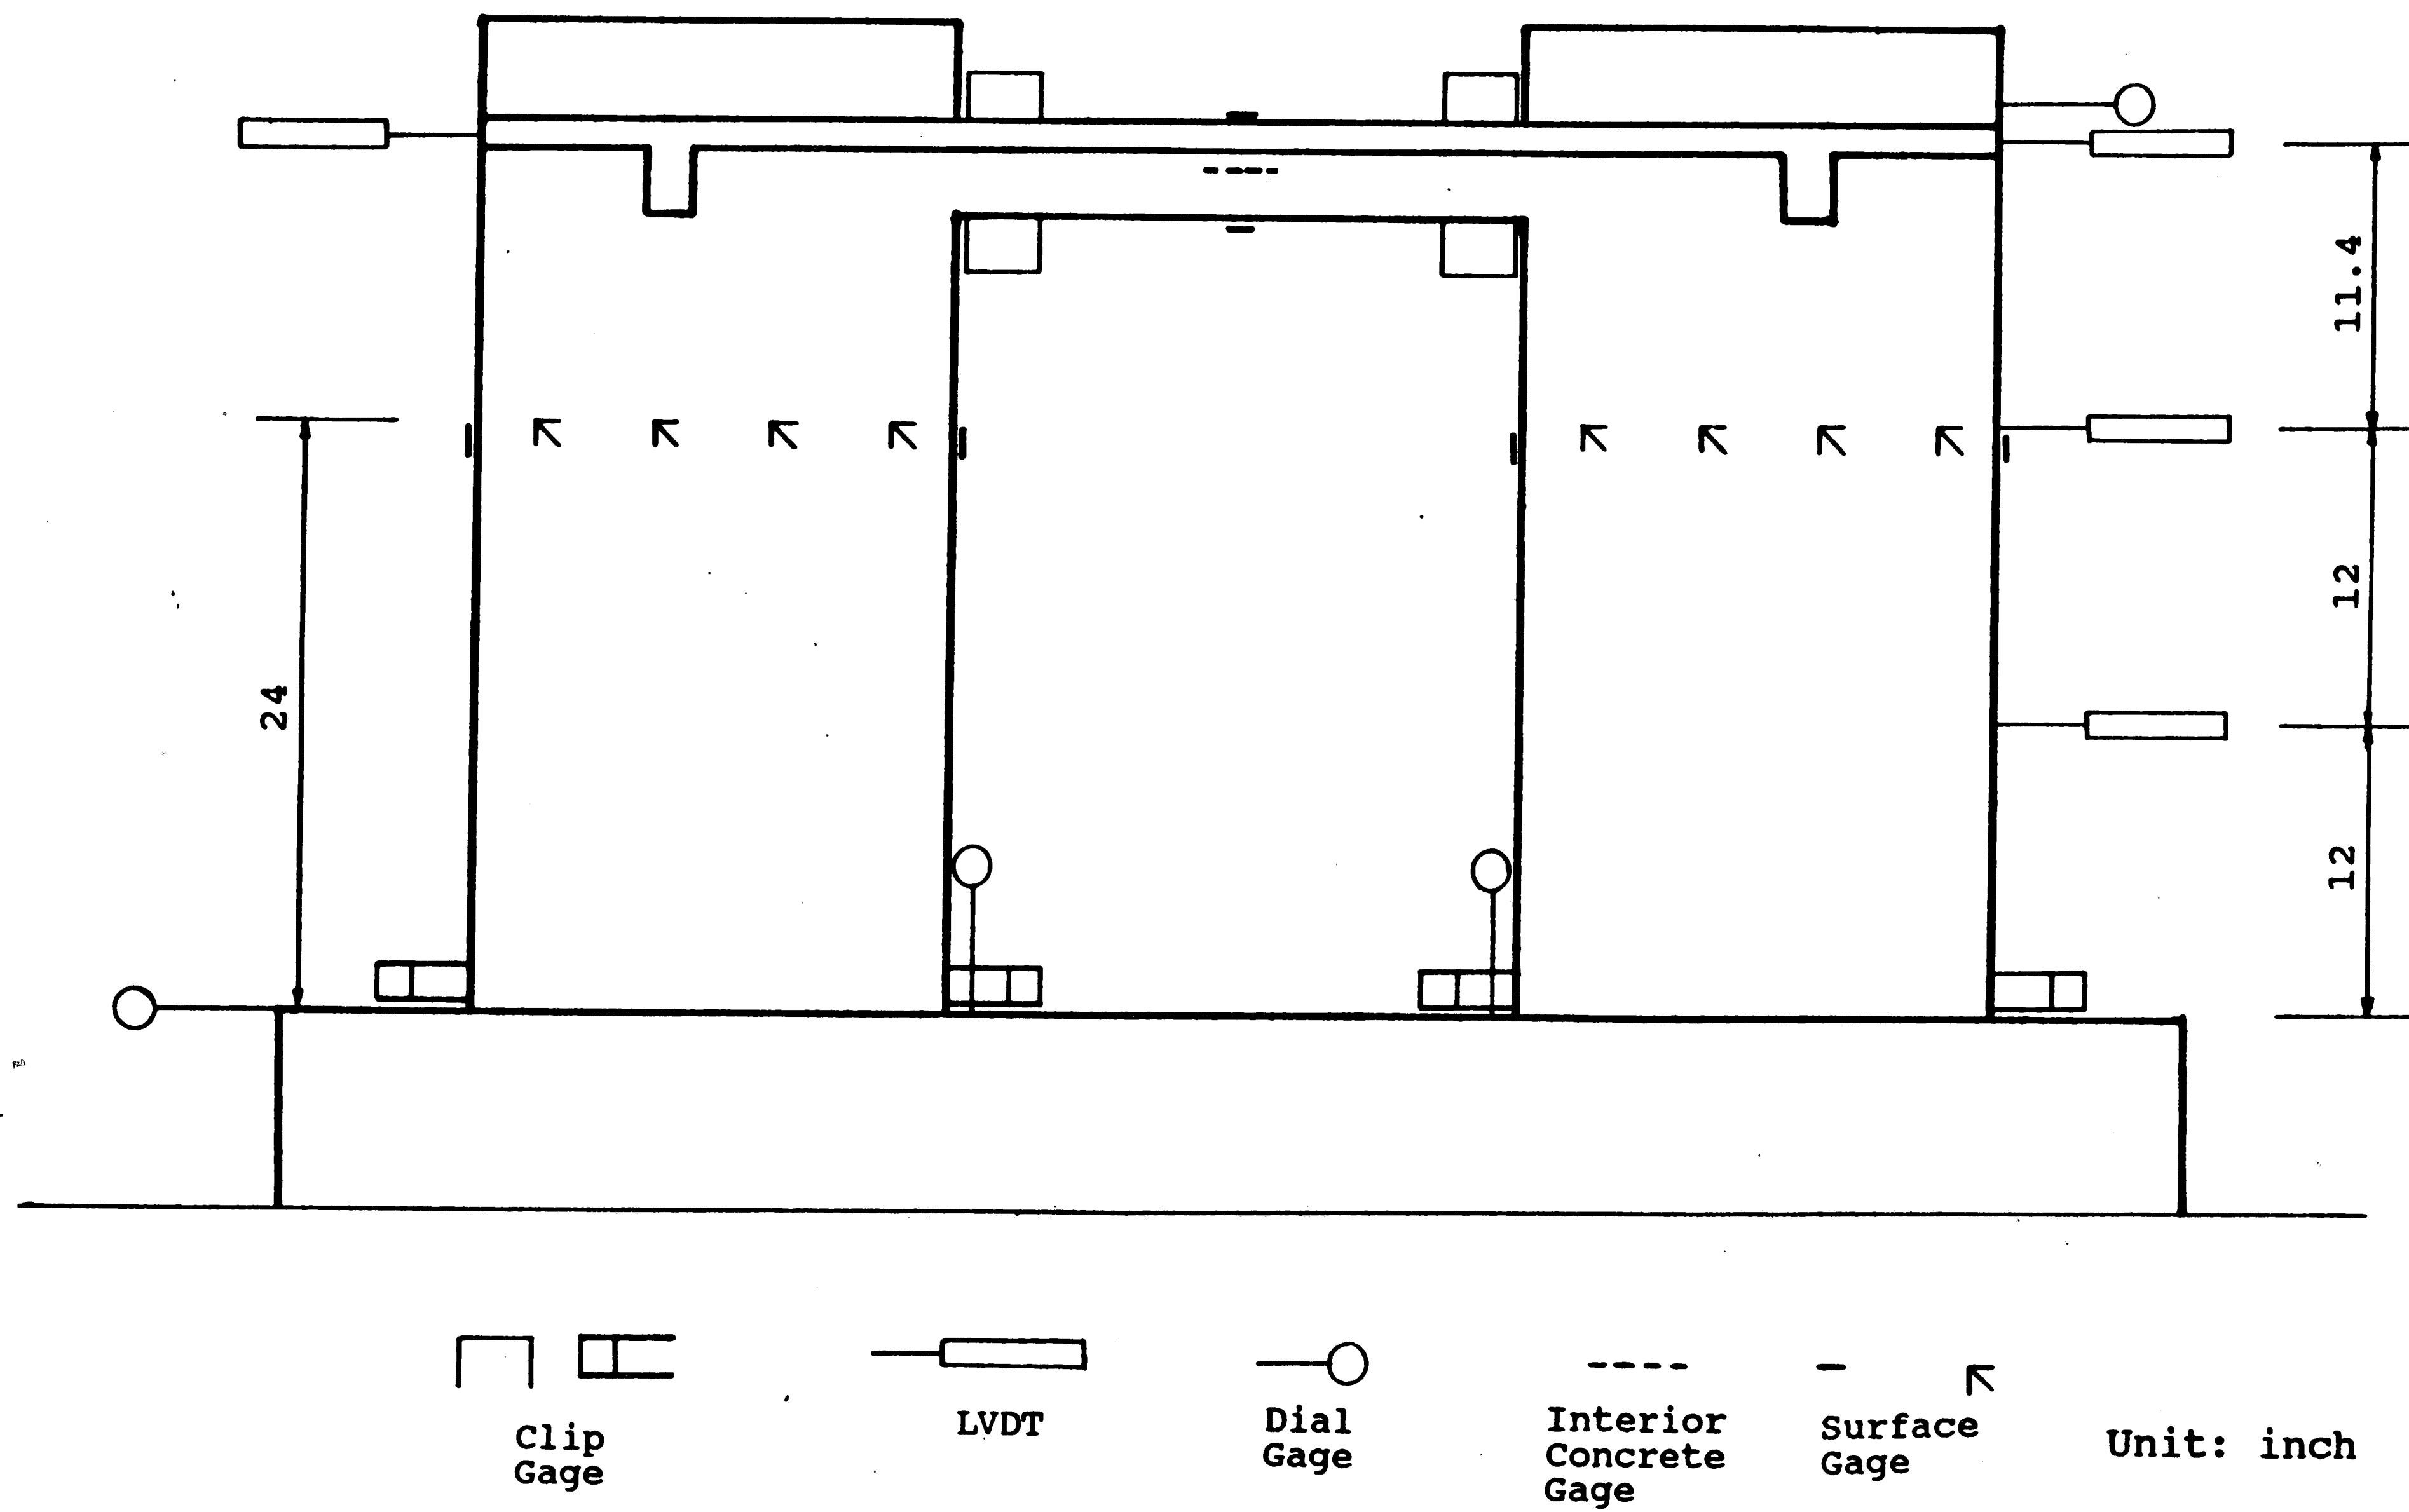 11.4
12
24
12
Clip
Gage
LVDT
Dial
Gage
Interior
Concrete
Gage
Surface
Gage
Unit: inch